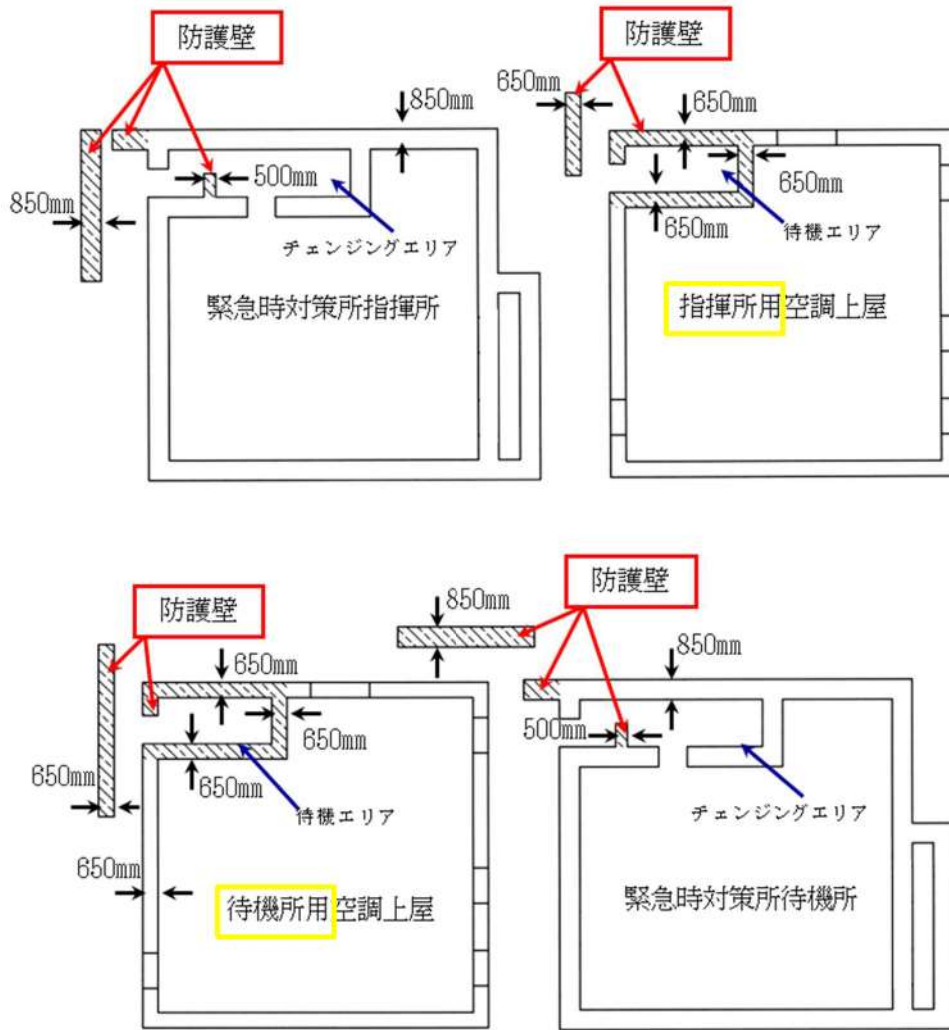 防護壁
850mm
500mm
850mm
チェンジングエリア
緊急時対策所指揮所
防護壁
650mm
650mm
650mm
650mm
待機エリア
指揮所用空調上屋
防護壁
650mm
650mm
650mm
650mm
待機エリア
650mm
待機所用空調上屋
防護壁
850mm
850mm
500mm
チェンジングエリア
緊急時対策所待機所